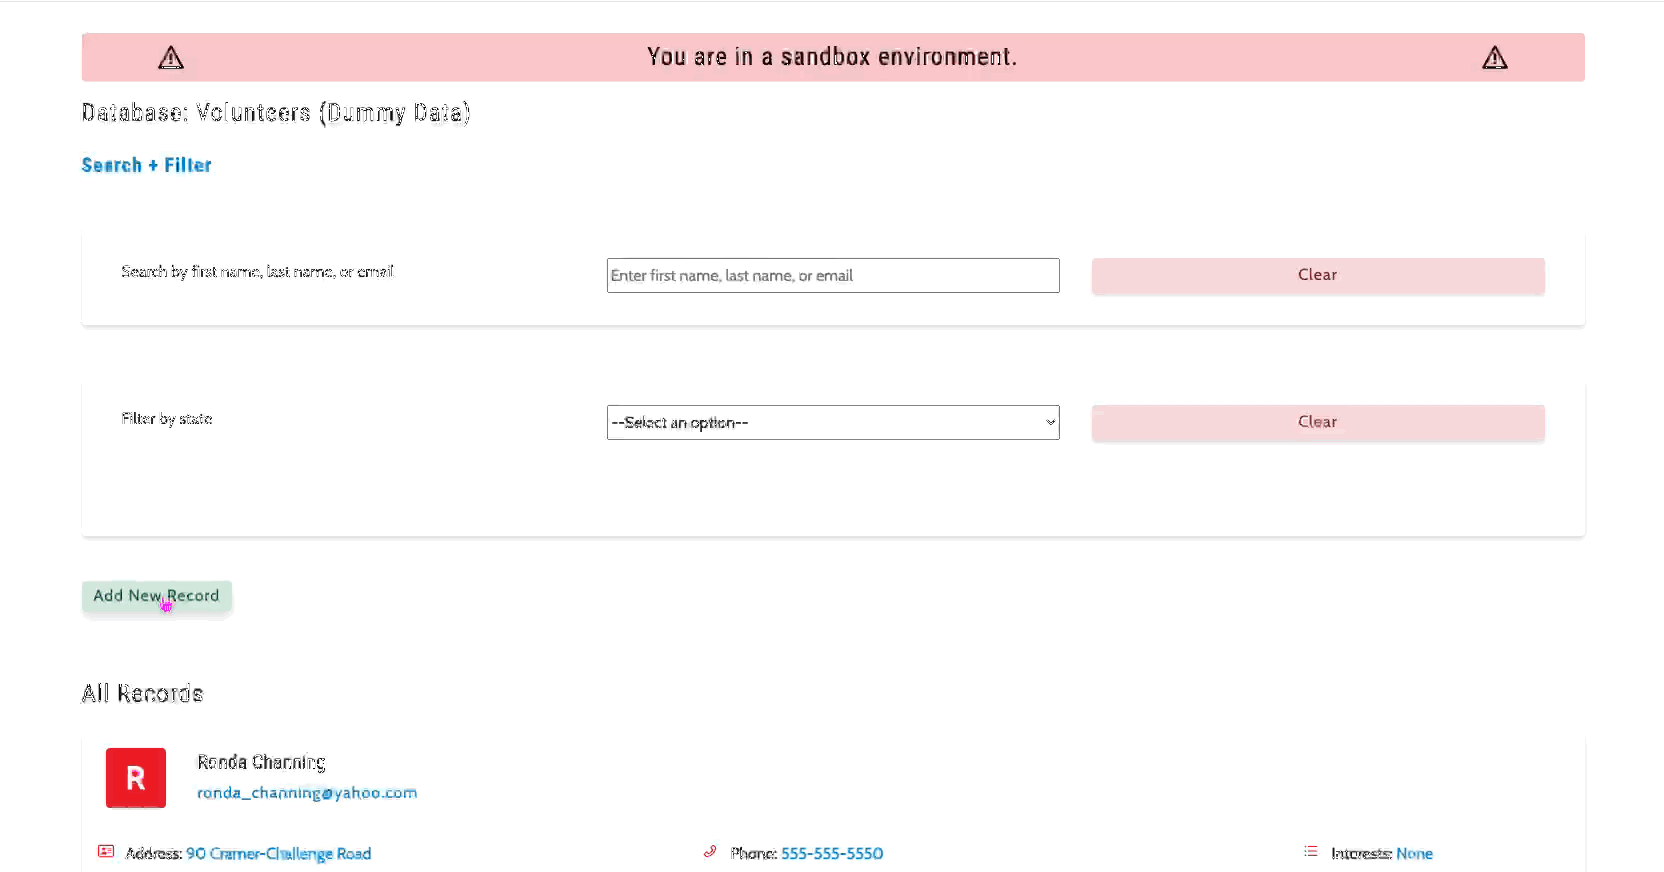 You are in a sandbox environment.
Database: Volunteers (Dummy Data)
Search + Filter
Search by first name, last name, or email
Enter first name, last name, or email
Clear
Filter by state
--Select an option--
Clear
Add New Record
All Records
R
Ronda Channing
ronda_channing@yahoo.com
Address: 90 Cramer-Challenge Road
Phone: 555-555-5550
Interests: None